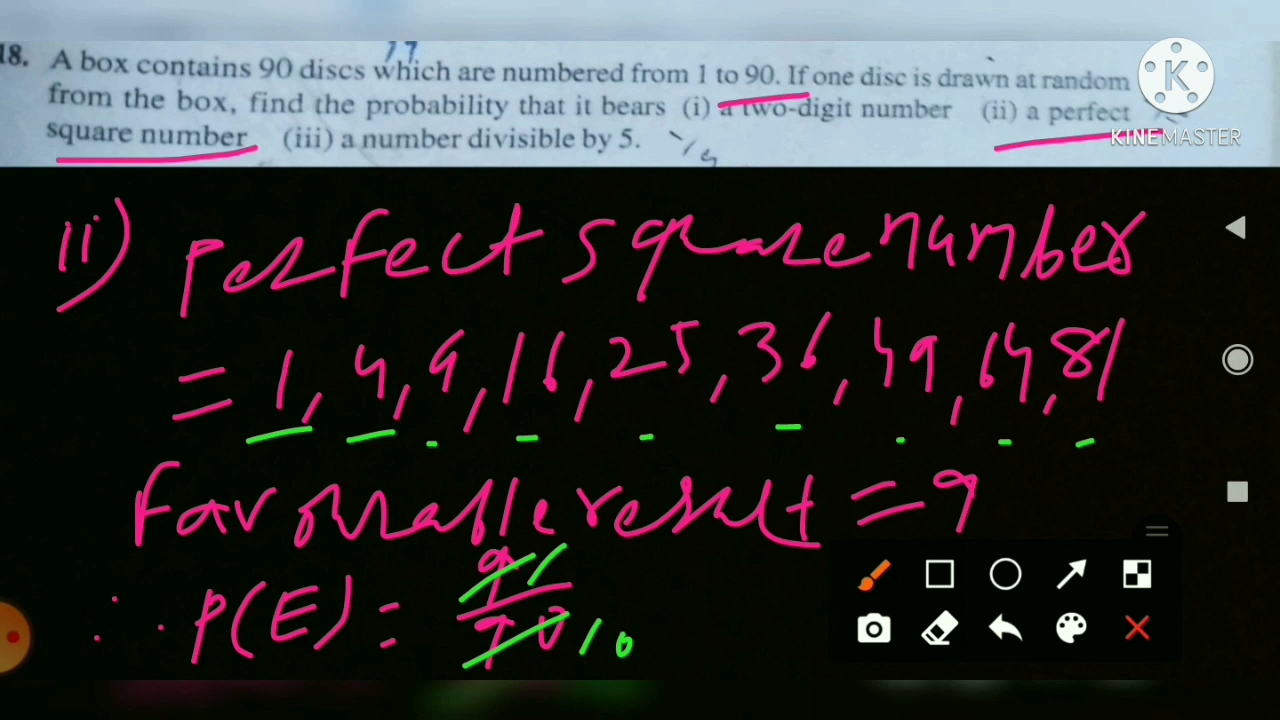 18. A box contains 90 discs which are numbered from 1 to 90. If one disc is drawn at random
from the box, find the probability that it bears (i) a two-digit number (ii) a perfect
square number (iii) a number divisible by 5.
K
KINEMASTER
ii) perfect square number
= 1, 4, 9, 16, 25, 36, 49, 64, 81
favourable result = 9
∴ P(E) = 9/90 1/10